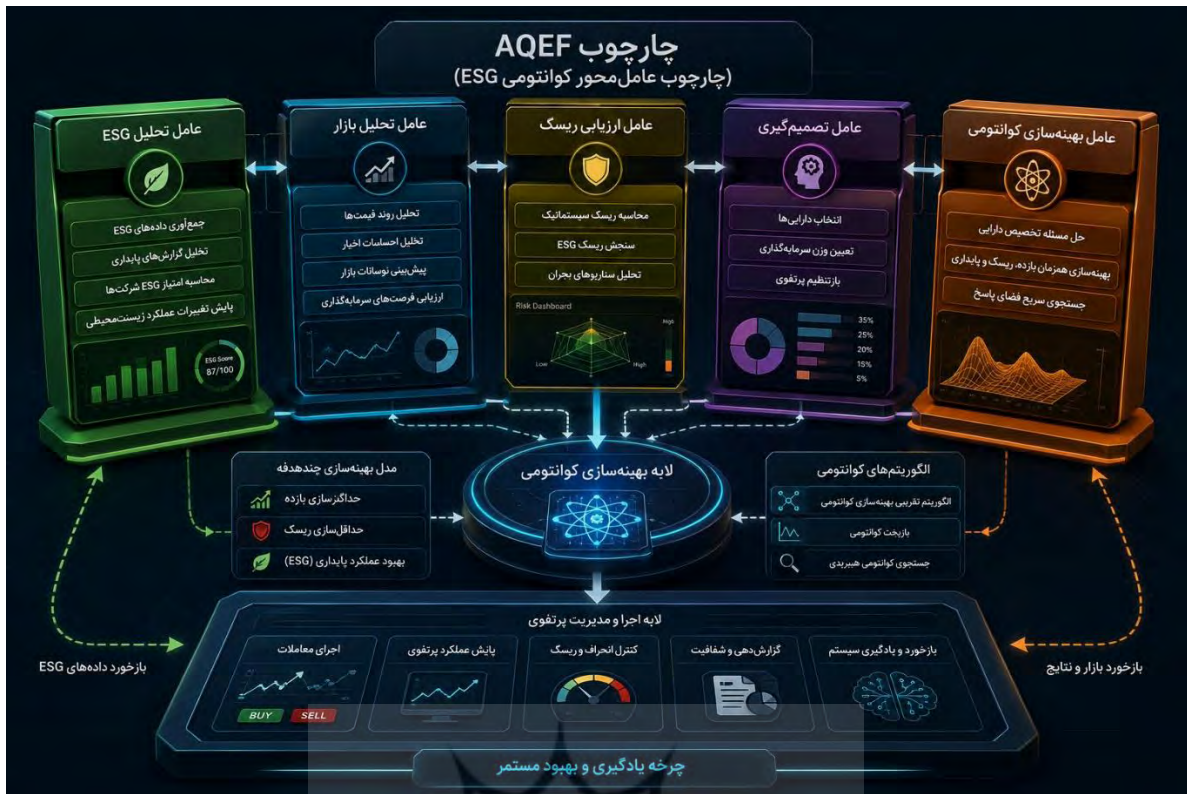 چارچوب AQEF
(چارچوب عامل‌محور کوانتومی ESG)
عامل تحلیل ESG
جمع‌آوری داده‌های ESG
تحلیل گزارش‌های پایداری
محاسبه امتیاز ESG شرکت‌ها
پایش تغییرات عملکرد زیست‌محیطی
ESG Score
87/100
عامل تحلیل بازار
تحلیل روند قیمت‌ها
تحلیل احساسات اخبار
پیش‌بینی نوسانات بازار
ارزیابی فرصت‌های سرمایه‌گذاری
عامل ارزیابی ریسک
محاسبه ریسک سیستماتیک
سنجش ریسک ESG
تحلیل سناریوهای بحران
Risk Dashboard
High
Low
High
عامل تصمیم‌گیری
انتخاب دارایی‌ها
تعیین وزن سرمایه‌گذاری
بازتنظیم پرتفوی
35%
25%
20%
15%
5%
عامل بهینه‌سازی کوانتومی
حل مسئله تخصیص دارایی
بهینه‌سازی همزمان بازده، ریسک و پایداری
جستجوی سریع فضای پاسخ
مدل بهینه‌سازی چندهدفه
حداکثرسازی بازده
حداقل‌سازی ریسک
بهبود عملکرد پایداری (ESG)
لایه بهینه‌سازی کوانتومی
الگوریتم‌های کوانتومی
الگوریتم تقریبی بهینه‌سازی کوانتومی
بازپخت کوانتومی
جستجوی کوانتومی هیبریدی
لایه اجرا و مدیریت پرتفوی
اجرای معاملات
BUY
SELL
پایش عملکرد پرتفوی
کنترل انحراف و ریسک
گزارش‌دهی و شفافیت
بازخورد و یادگیری سیستم
بازخورد داده‌های ESG
بازخورد بازار و نتایج
چرخه یادگیری و بهبود مستمر